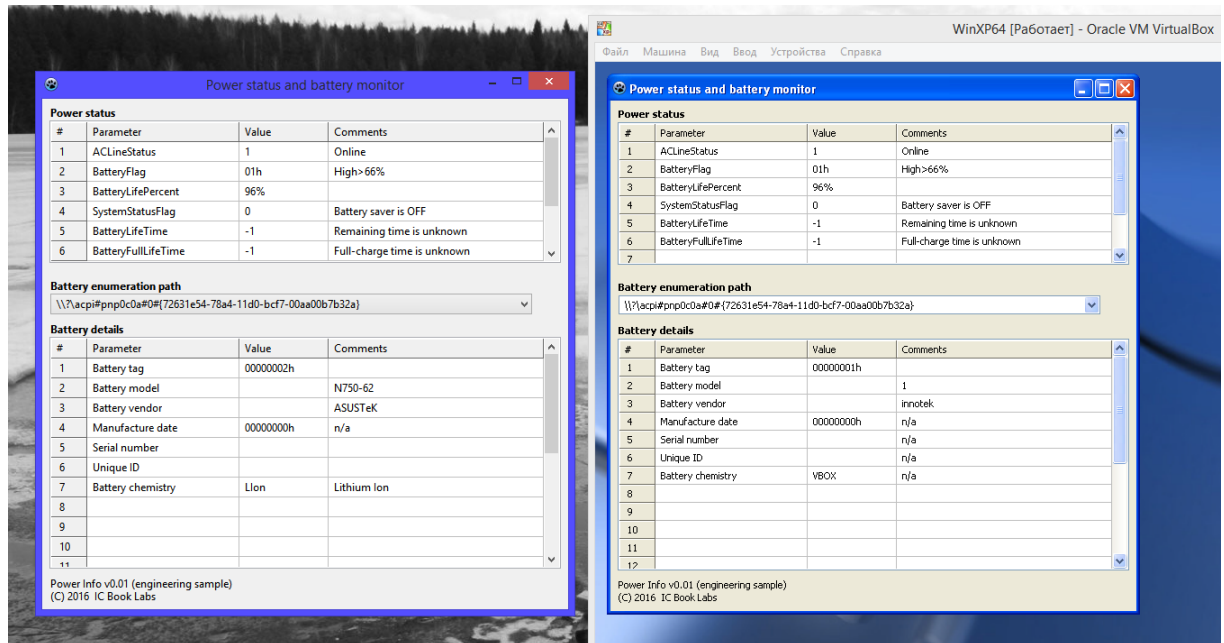 Power status and battery monitor
Power status
# Parameter Value Comments
1 ACLineStatus 1 Online
2 BatteryFlag 01h High>66%
3 BatteryLifePercent 96%
4 SystemStatusFlag 0 Battery saver is OFF
5 BatteryLifeTime -1 Remaining time is unknown
6 BatteryFullLifeTime -1 Full-charge time is unknown
Battery enumeration path
\\?\acpi#pnp0c0a#0#{72631e54-78a4-11d0-bcf7-00aa00b7b32a}
Battery details
# Parameter Value Comments
1 Battery tag 00000002h
2 Battery model N750-62
3 Battery vendor ASUSTeK
4 Manufacture date 00000000h n/a
5 Serial number
6 Unique ID
7 Battery chemistry LIon Lithium Ion
8
9
10
11
Power Info v0.01 (engineering sample)
(C) 2016 IC Book Labs
WinXP64 [Работает] - Oracle VM VirtualBox
Файл Машина Вид Ввод Устройства Справка
Power status and battery monitor
Power status
# Parameter Value Comments
1 ACLineStatus 1 Online
2 BatteryFlag 01h High>66%
3 BatteryLifePercent 96%
4 SystemStatusFlag 0 Battery saver is OFF
5 BatteryLifeTime -1 Remaining time is unknown
6 BatteryFullLifeTime -1 Full-charge time is unknown
7
Battery enumeration path
\\?\acpi#pnp0c0a#0#{72631e54-78a4-11d0-bcf7-00aa00b7b32a}
Battery details
# Parameter Value Comments
1 Battery tag 00000001h
2 Battery model 1
3 Battery vendor innotek
4 Manufacture date 00000000h n/a
5 Serial number n/a
6 Unique ID n/a
7 Battery chemistry VBOX n/a
8
9
10
11
12
Power Info v0.01 (engineering sample)
(C) 2016 IC Book Labs